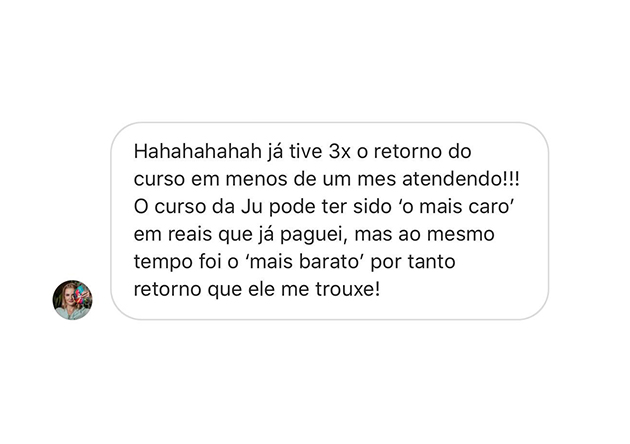 Hahahahahah já tive 3x o retorno do
curso em menos de um mes atendendo!!!
O curso da Ju pode ter sido ‘o mais caro’
em reais que já paguei, mas ao mesmo
tempo foi o ‘mais barato’ por tanto
retorno que ele me trouxe!